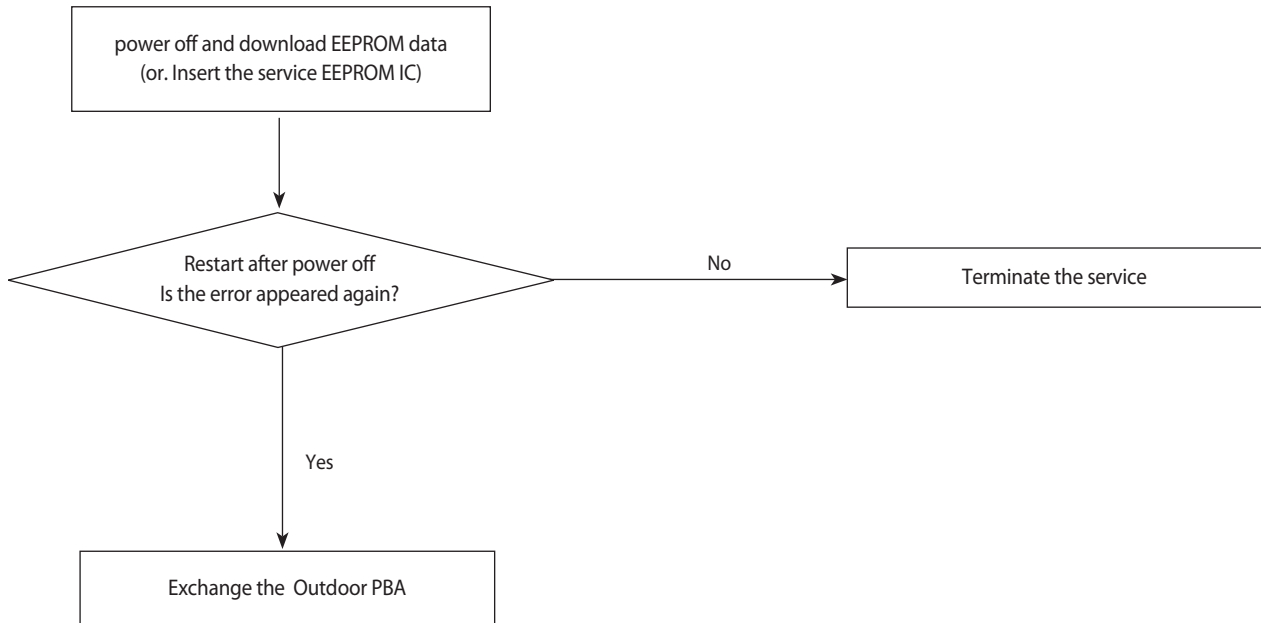 power off and download EEPROM data
(or. Insert the service EEPROM IC)
Restart after power off
Is the error appeared again?
No
Terminate the service
Yes
Exchange the  Outdoor PBA